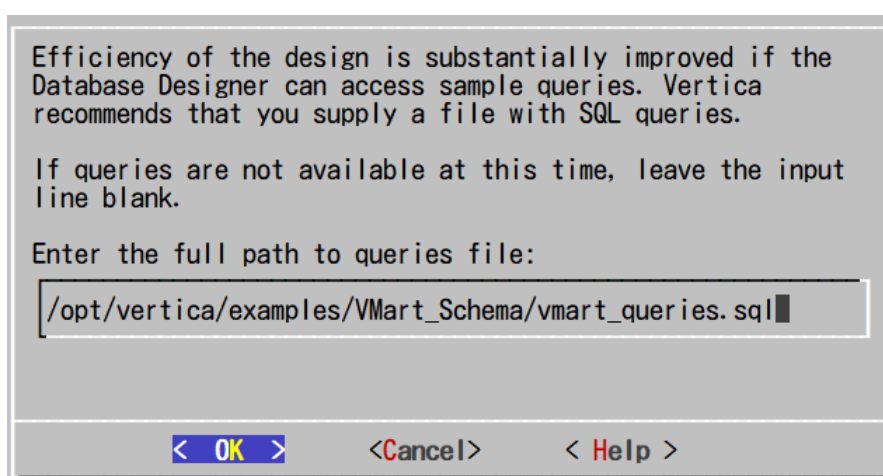 Efficiency of the design is substantially improved if the
Database Designer can access sample queries. Vertica
recommends that you supply a file with SQL queries.
If queries are not available at this time, leave the input
line blank.
Enter the full path to queries file:
/opt/vertica/examples/VMart_Schema/vmart_queries.sql
< OK > <Cancel> < Help >